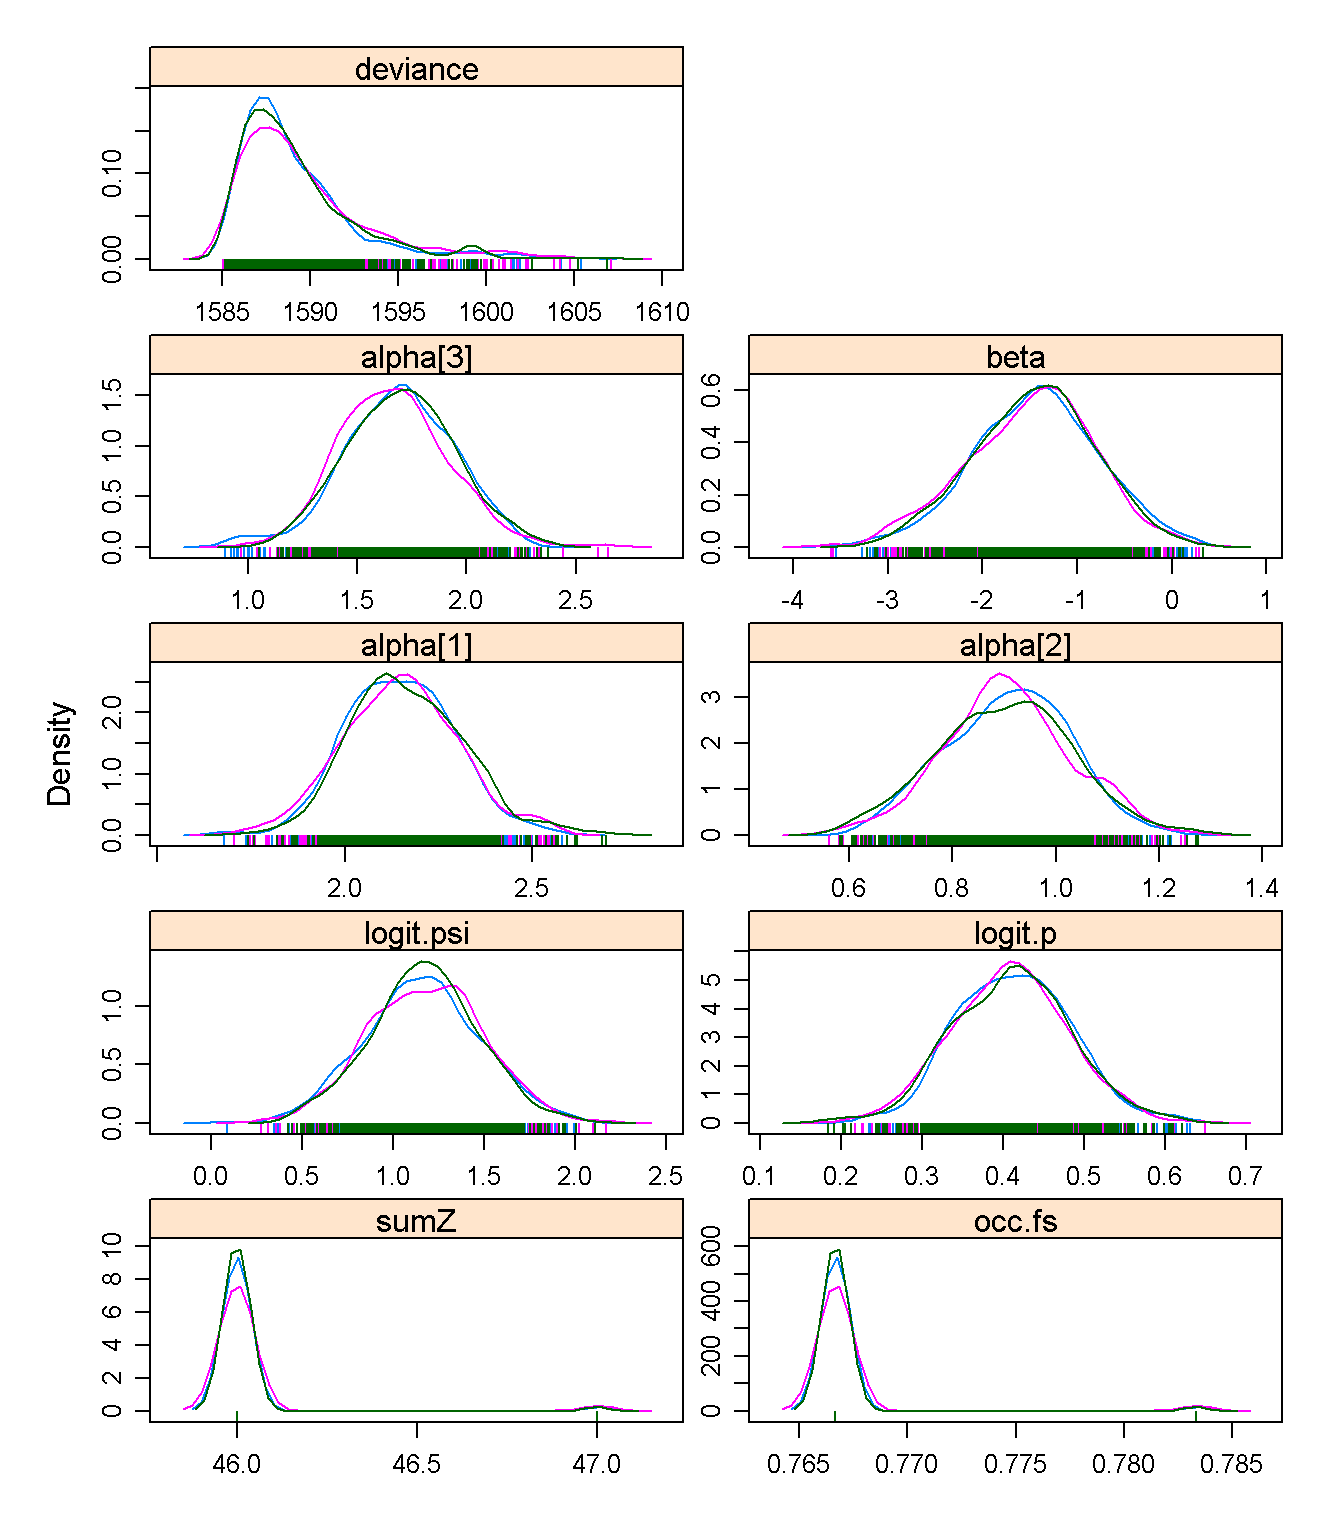 deviance
0.00 0.10
1585 1590 1595 1600 1605 1610
alpha[3] beta
0.0 0.5 1.0 1.5
0.0 0.2 0.4 0.6
1.0 1.5 2.0 2.5
-4 -3 -2 -1 0 1
alpha[1] alpha[2]
Density
0.0 1.0 2.0
0 1 2 3
2.0 2.5
0.6 0.8 1.0 1.2 1.4
logit.psi logit.p
0.0 0.5 1.0
0 1 2 3 4 5
0.0 0.5 1.0 1.5 2.0 2.5
0.1 0.2 0.3 0.4 0.5 0.6 0.7
sumZ occ.fs
0 2 4 6 8 10
0 200 400 600
46.0 46.5 47.0
0.765 0.770 0.775 0.780 0.785